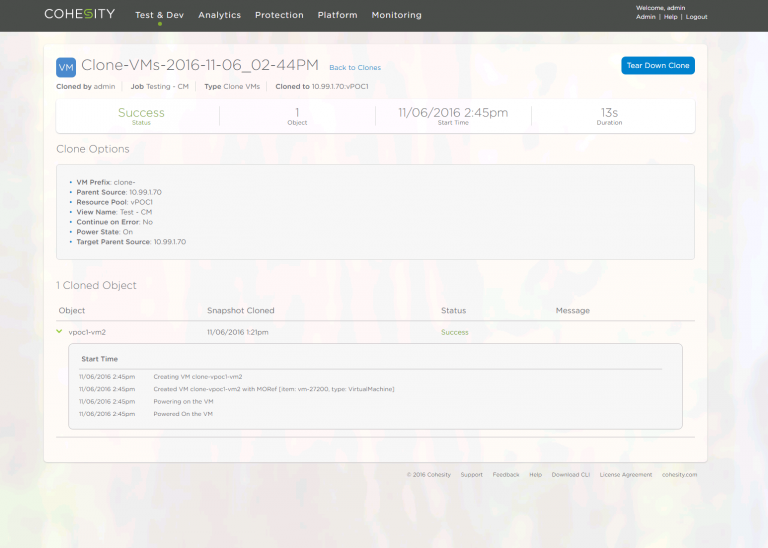 COHESITY Test & Dev Analytics Protection Platform Monitoring
Welcome, admin
Admin | Help | Logout
VM Clone-VMs-2016-11-06_02-44PM Back to Clones Tear Down Clone
Cloned by admin Job Testing - CM Type Clone VMs Cloned to 10.99.1.70:vPOC1
Success 1 11/06/2016 2:45pm 13s
Status Object Start Time Duration
Clone Options
• VM Prefix: clone-
• Parent Source: 10.99.1.70
• Resource Pool: vPOC1
• View Name: Test - CM
• Continue on Error: No
• Power State: On
• Target Parent Source: 10.99.1.70
1 Cloned Object
Object Snapshot Cloned Status Message
vpoc1-vm2 11/06/2016 1:21pm Success
Start Time
11/06/2016 2:45pm Creating VM clone-vpoc1-vm2
11/06/2016 2:45pm Created VM clone-vpoc1-vm2 with MORef [item: vm-27200, type: VirtualMachine]
11/06/2016 2:45pm Powering on the VM
11/06/2016 2:45pm Powered On the VM
© 2016 Cohesity Support Feedback Help Download CLI License Agreement cohesity.com